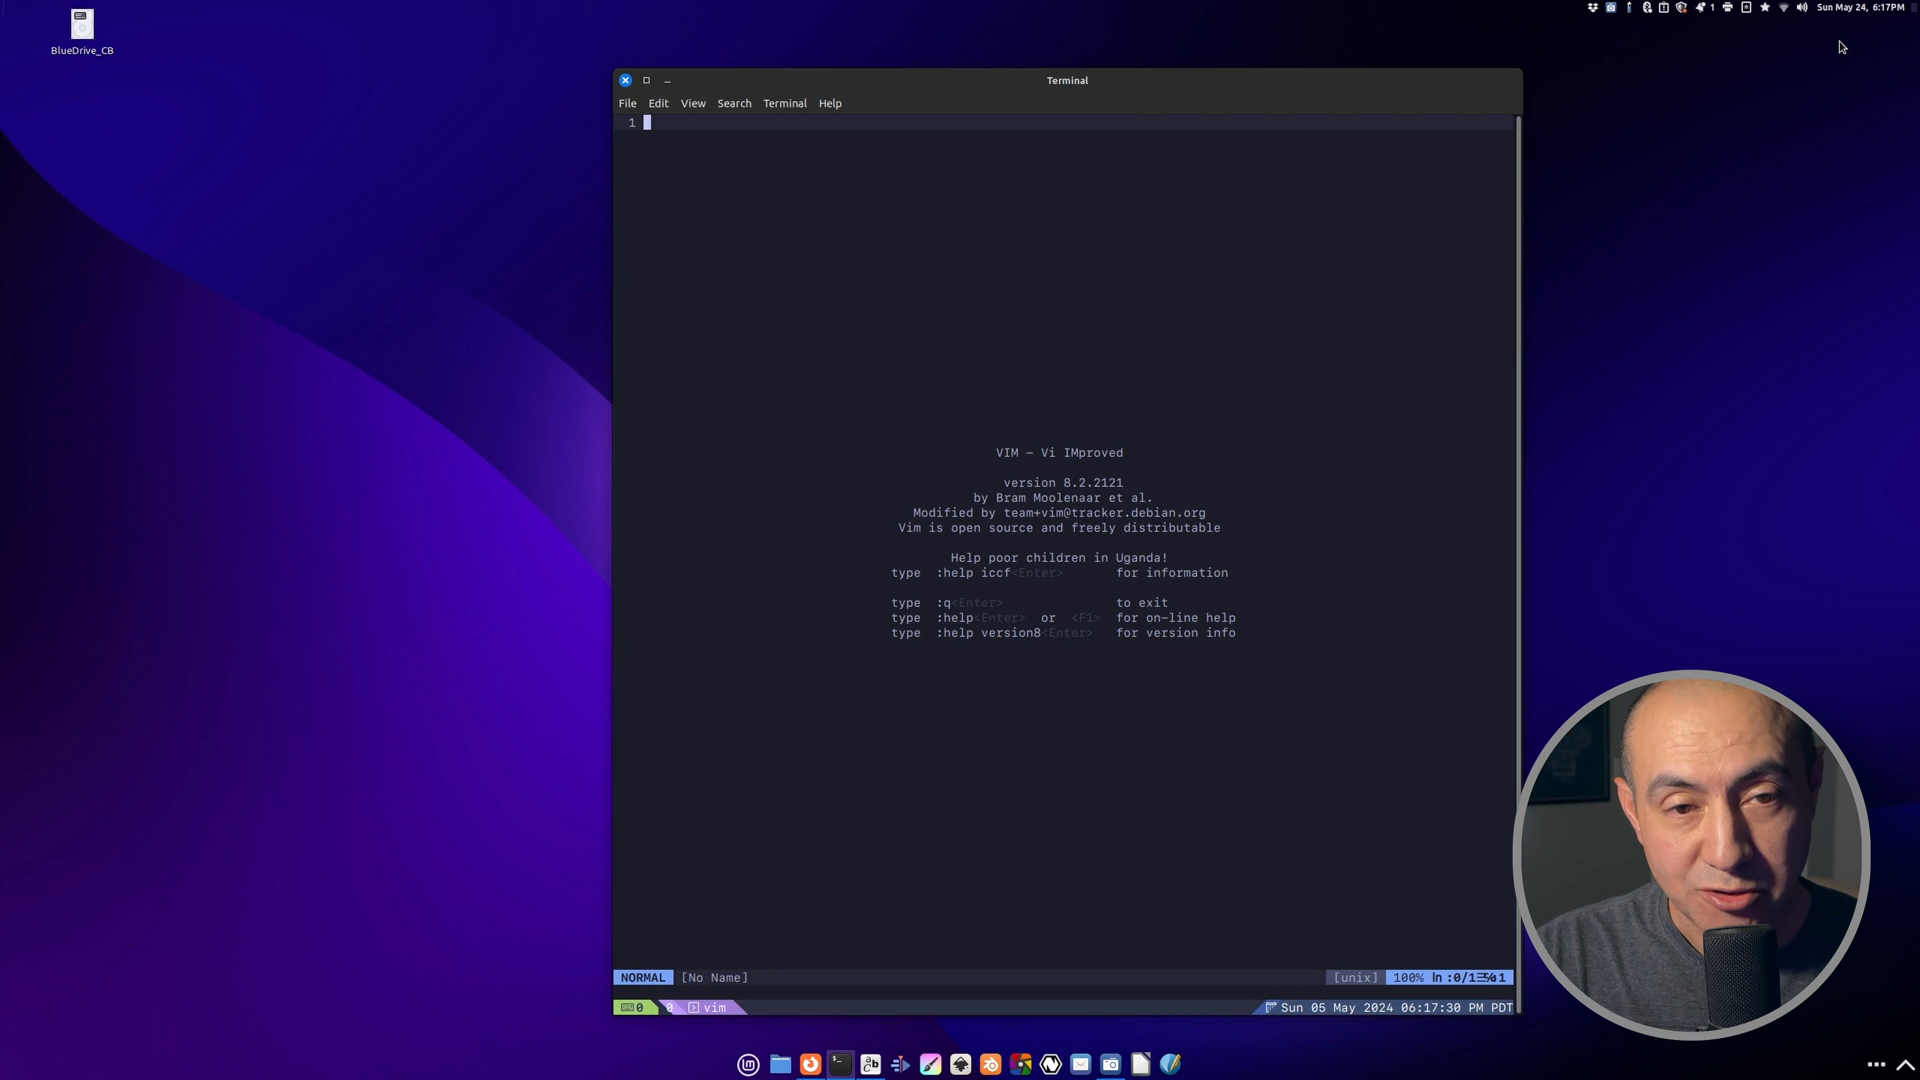 1 Sun May 24, 6:17PM
BlueDrive_CB
Terminal
File Edit View Search Terminal Help
1
VIM - Vi IMproved
version 8.2.2121
by Bram Moolenaar et al.
Modified by team+vim@tracker.debian.org
Vim is open source and freely distributable
Help poor children in Uganda!
type :help iccf<Enter> for information
type :q<Enter> to exit
type :help<Enter> or <F1> for on-line help
type :help version8<Enter> for version info
NORMAL [No Name] [unix] 100%
0 0 vim Sun 05 May 2024 06:17:30 PM PDT